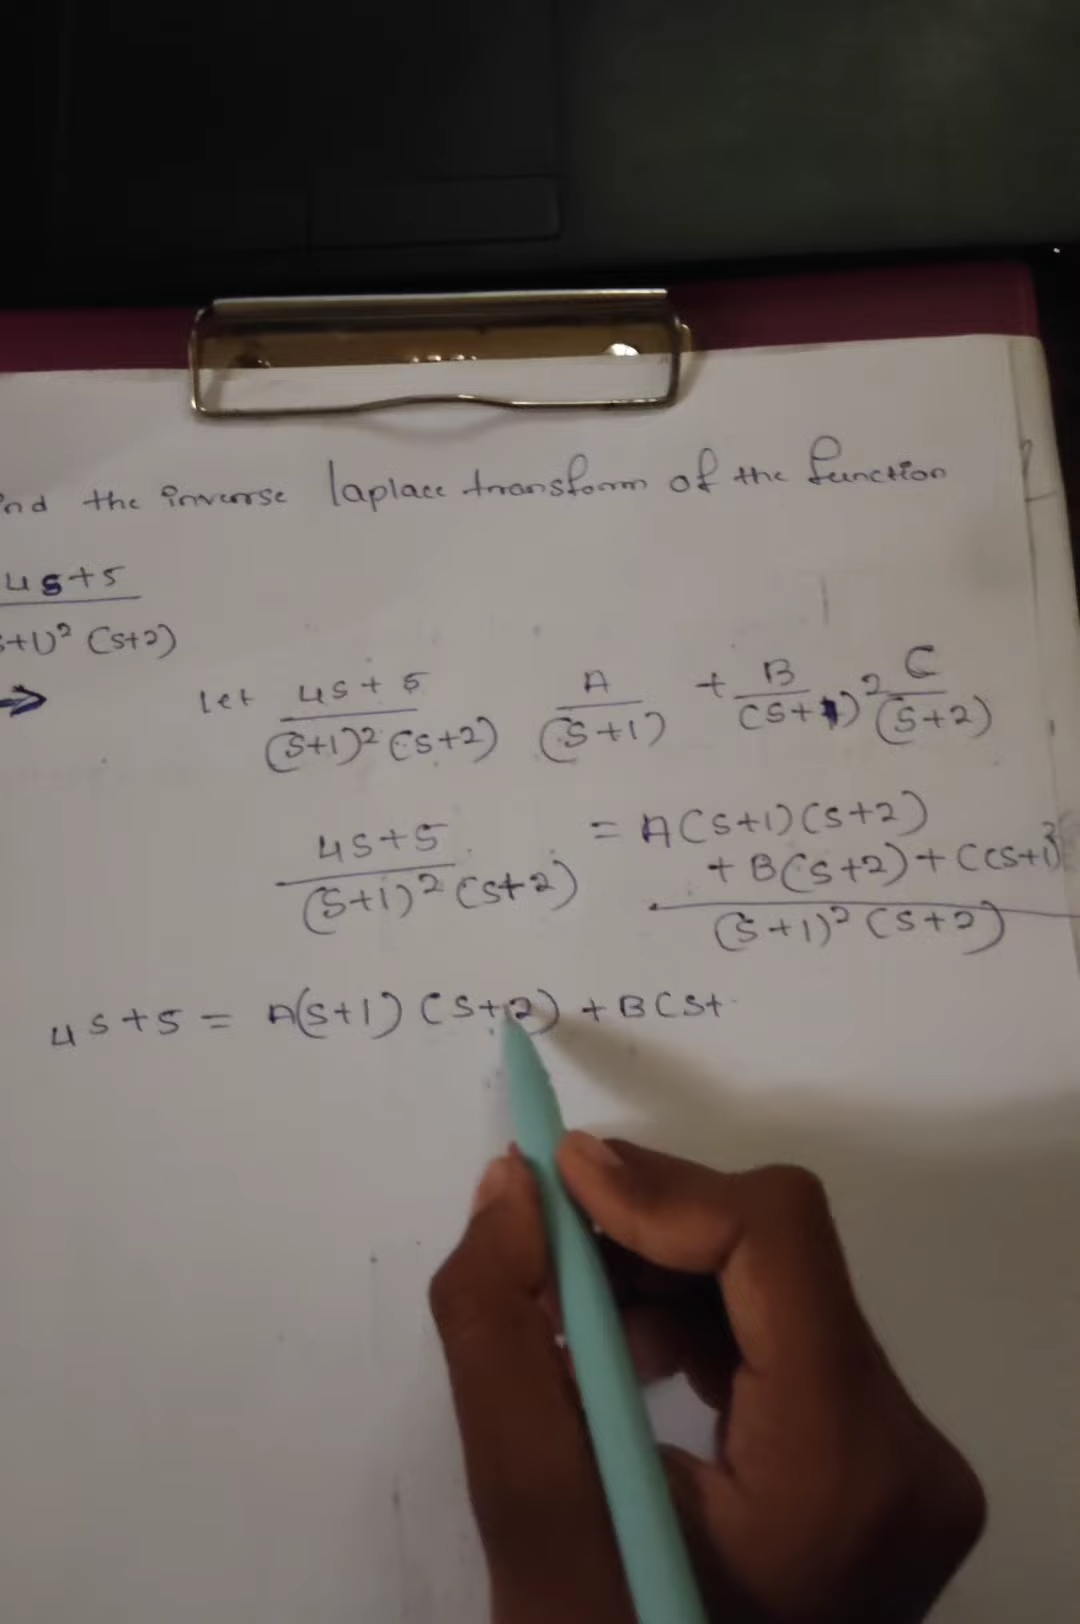 nd the inverse laplace transform of the function
4s+5
s+1)² (s+2)
let 4s+5 A + B C
(s+1)² (s+2) (s+1) (s+1)² (s+2)
4s+5 = A(s+1)(s+2)
+ B(s+2) + C(s+1)²
(s+1)² (s+2) (s+1)² (s+2)
4s+5 = A(s+1) (s+2) + B(s+